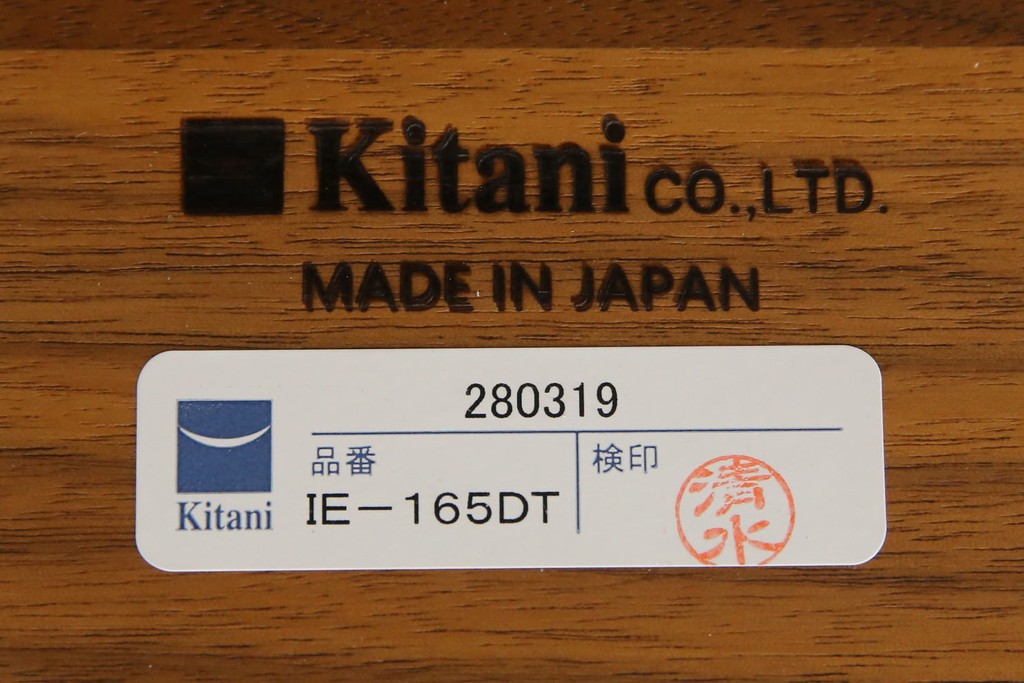 Kitani CO.,LTD.
MADE IN JAPAN
280319
品番
検印
IE-165DT
清水
Kitani